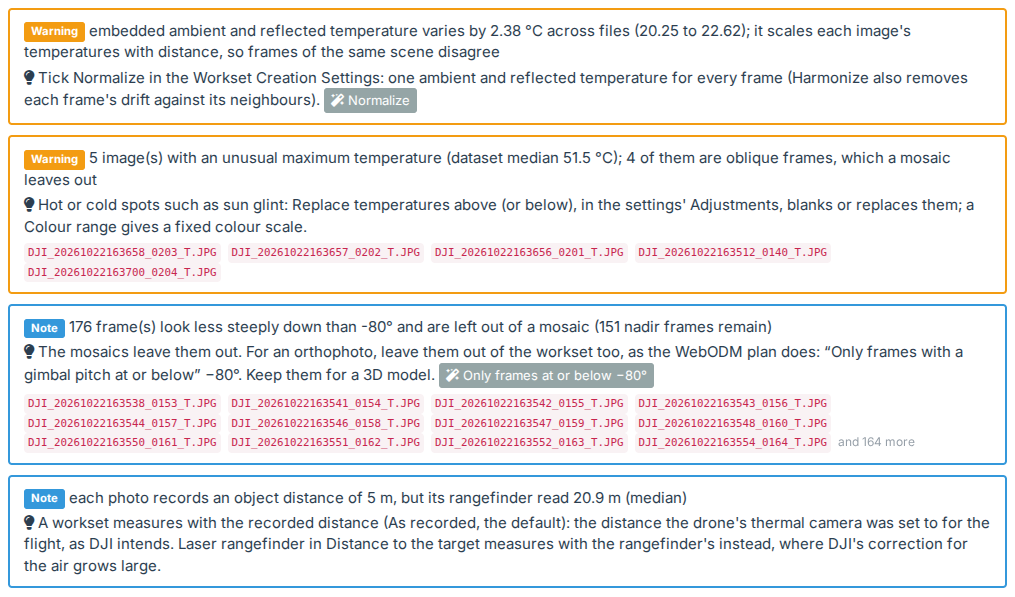 Warning embedded ambient and reflected temperature varies by 2.38 °C across files (20.25 to 22.62); it scales each image's
temperatures with distance, so frames of the same scene disagree
Tick Normalize in the Workset Creation Settings: one ambient and reflected temperature for every frame (Harmonize also removes
each frame's drift against its neighbours). Normalize
Warning 5 image(s) with an unusual maximum temperature (dataset median 51.5 °C); 4 of them are oblique frames, which a mosaic
leaves out
Hot or cold spots such as sun glint: Replace temperatures above (or below), in the settings' Adjustments, blanks or replaces them; a
Colour range gives a fixed colour scale.
DJI_20261022163658_0203_T.JPG DJI_20261022163657_0202_T.JPG DJI_20261022163656_0201_T.JPG DJI_20261022163512_0140_T.JPG
DJI_20261022163700_0204_T.JPG
Note 176 frame(s) look less steeply down than -80° and are left out of a mosaic (151 nadir frames remain)
The mosaics leave them out. For an orthophoto, leave them out of the workset too, as the WebODM plan does: “Only frames with a
gimbal pitch at or below” −80°. Keep them for a 3D model. Only frames at or below −80°
DJI_20261022163538_0153_T.JPG DJI_20261022163541_0154_T.JPG DJI_20261022163542_0155_T.JPG DJI_20261022163543_0156_T.JPG
DJI_20261022163544_0157_T.JPG DJI_20261022163546_0158_T.JPG DJI_20261022163547_0159_T.JPG DJI_20261022163548_0160_T.JPG
DJI_20261022163550_0161_T.JPG DJI_20261022163551_0162_T.JPG DJI_20261022163552_0163_T.JPG DJI_20261022163554_0164_T.JPG and 164 more
Note each photo records an object distance of 5 m, but its rangefinder read 20.9 m (median)
A workset measures with the recorded distance (As recorded, the default): the distance the drone's thermal camera was set to for the
flight, as DJI intends. Laser rangefinder in Distance to the target measures with the rangefinder's instead, where DJI's correction for
the air grows large.